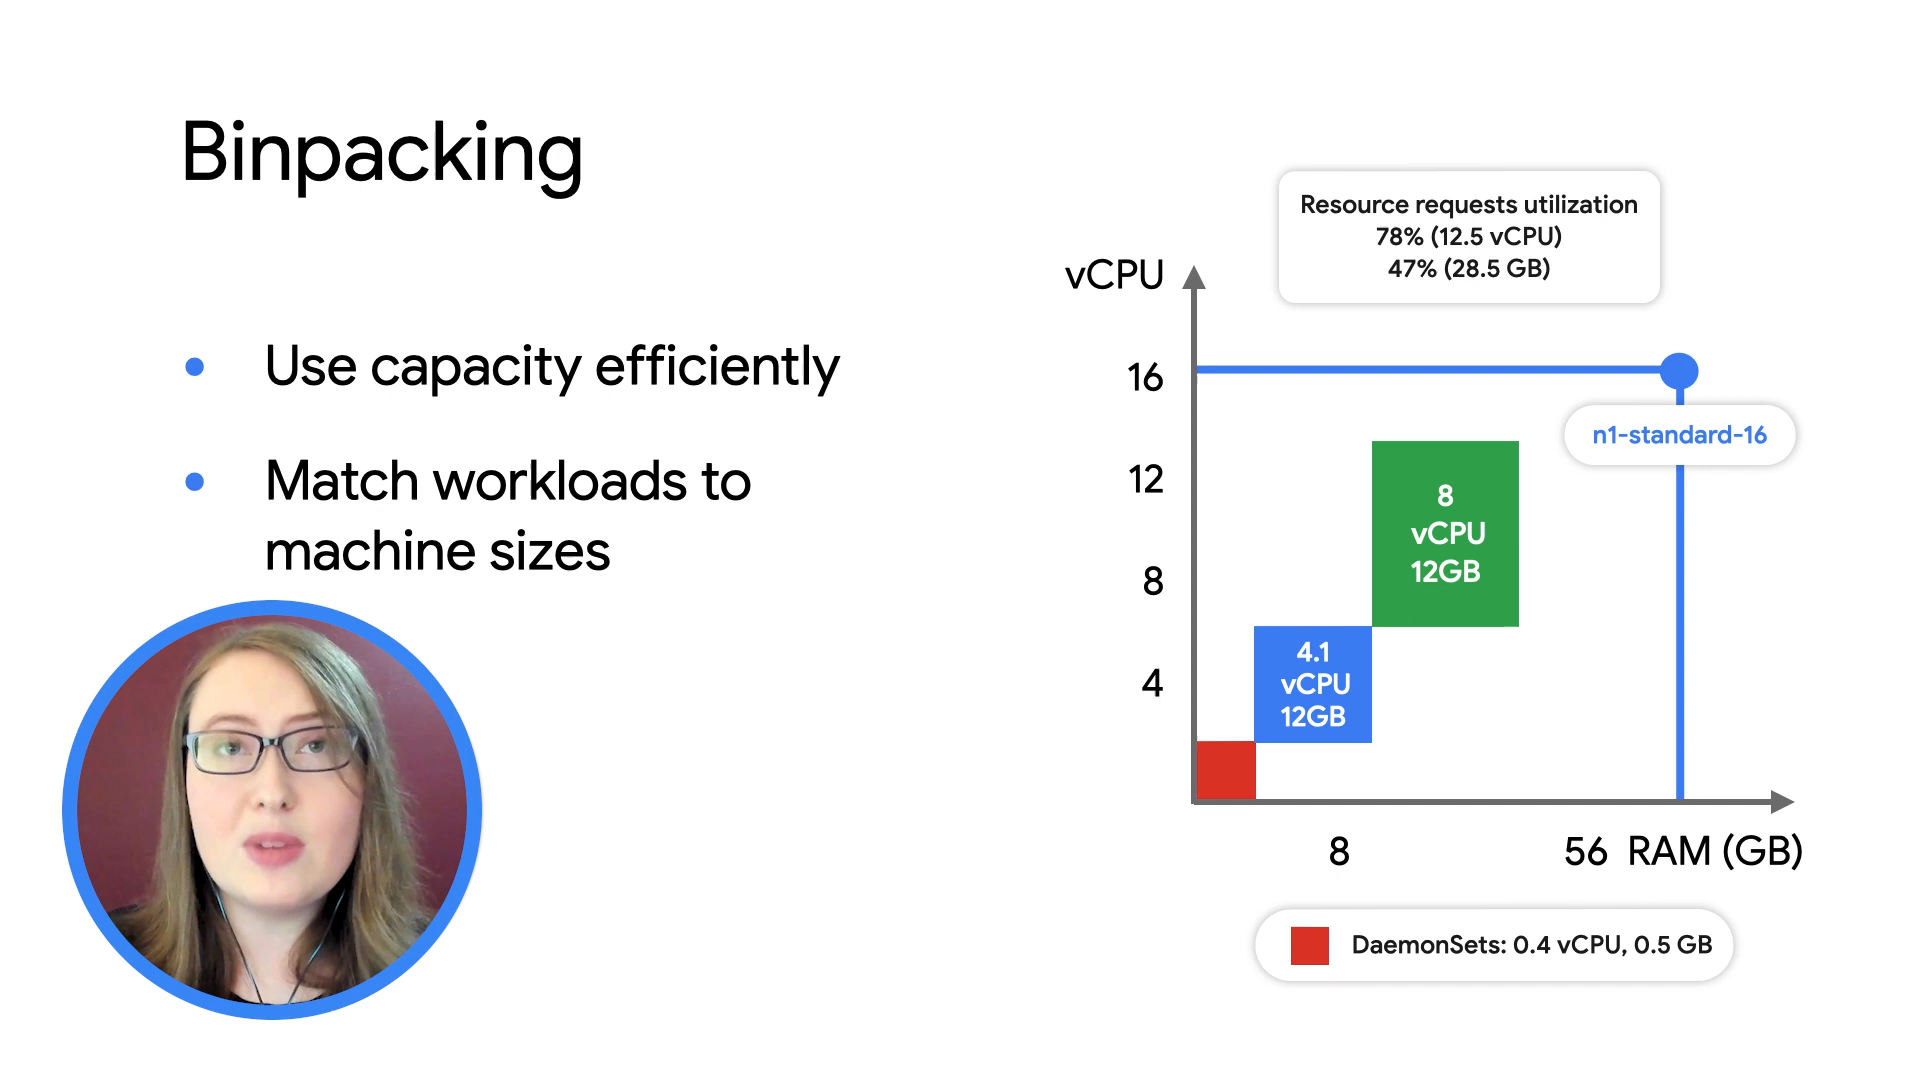 Binpacking
Use capacity efficiently
Match workloads to
machine sizes
Resource requests utilization
78% (12.5 vCPU)
47% (28.5 GB)
vCPU
16
12
8
4
n1-standard-16
8
vCPU
12GB
4.1
vCPU
12GB
8
56
RAM (GB)
DaemonSets: 0.4 vCPU, 0.5 GB